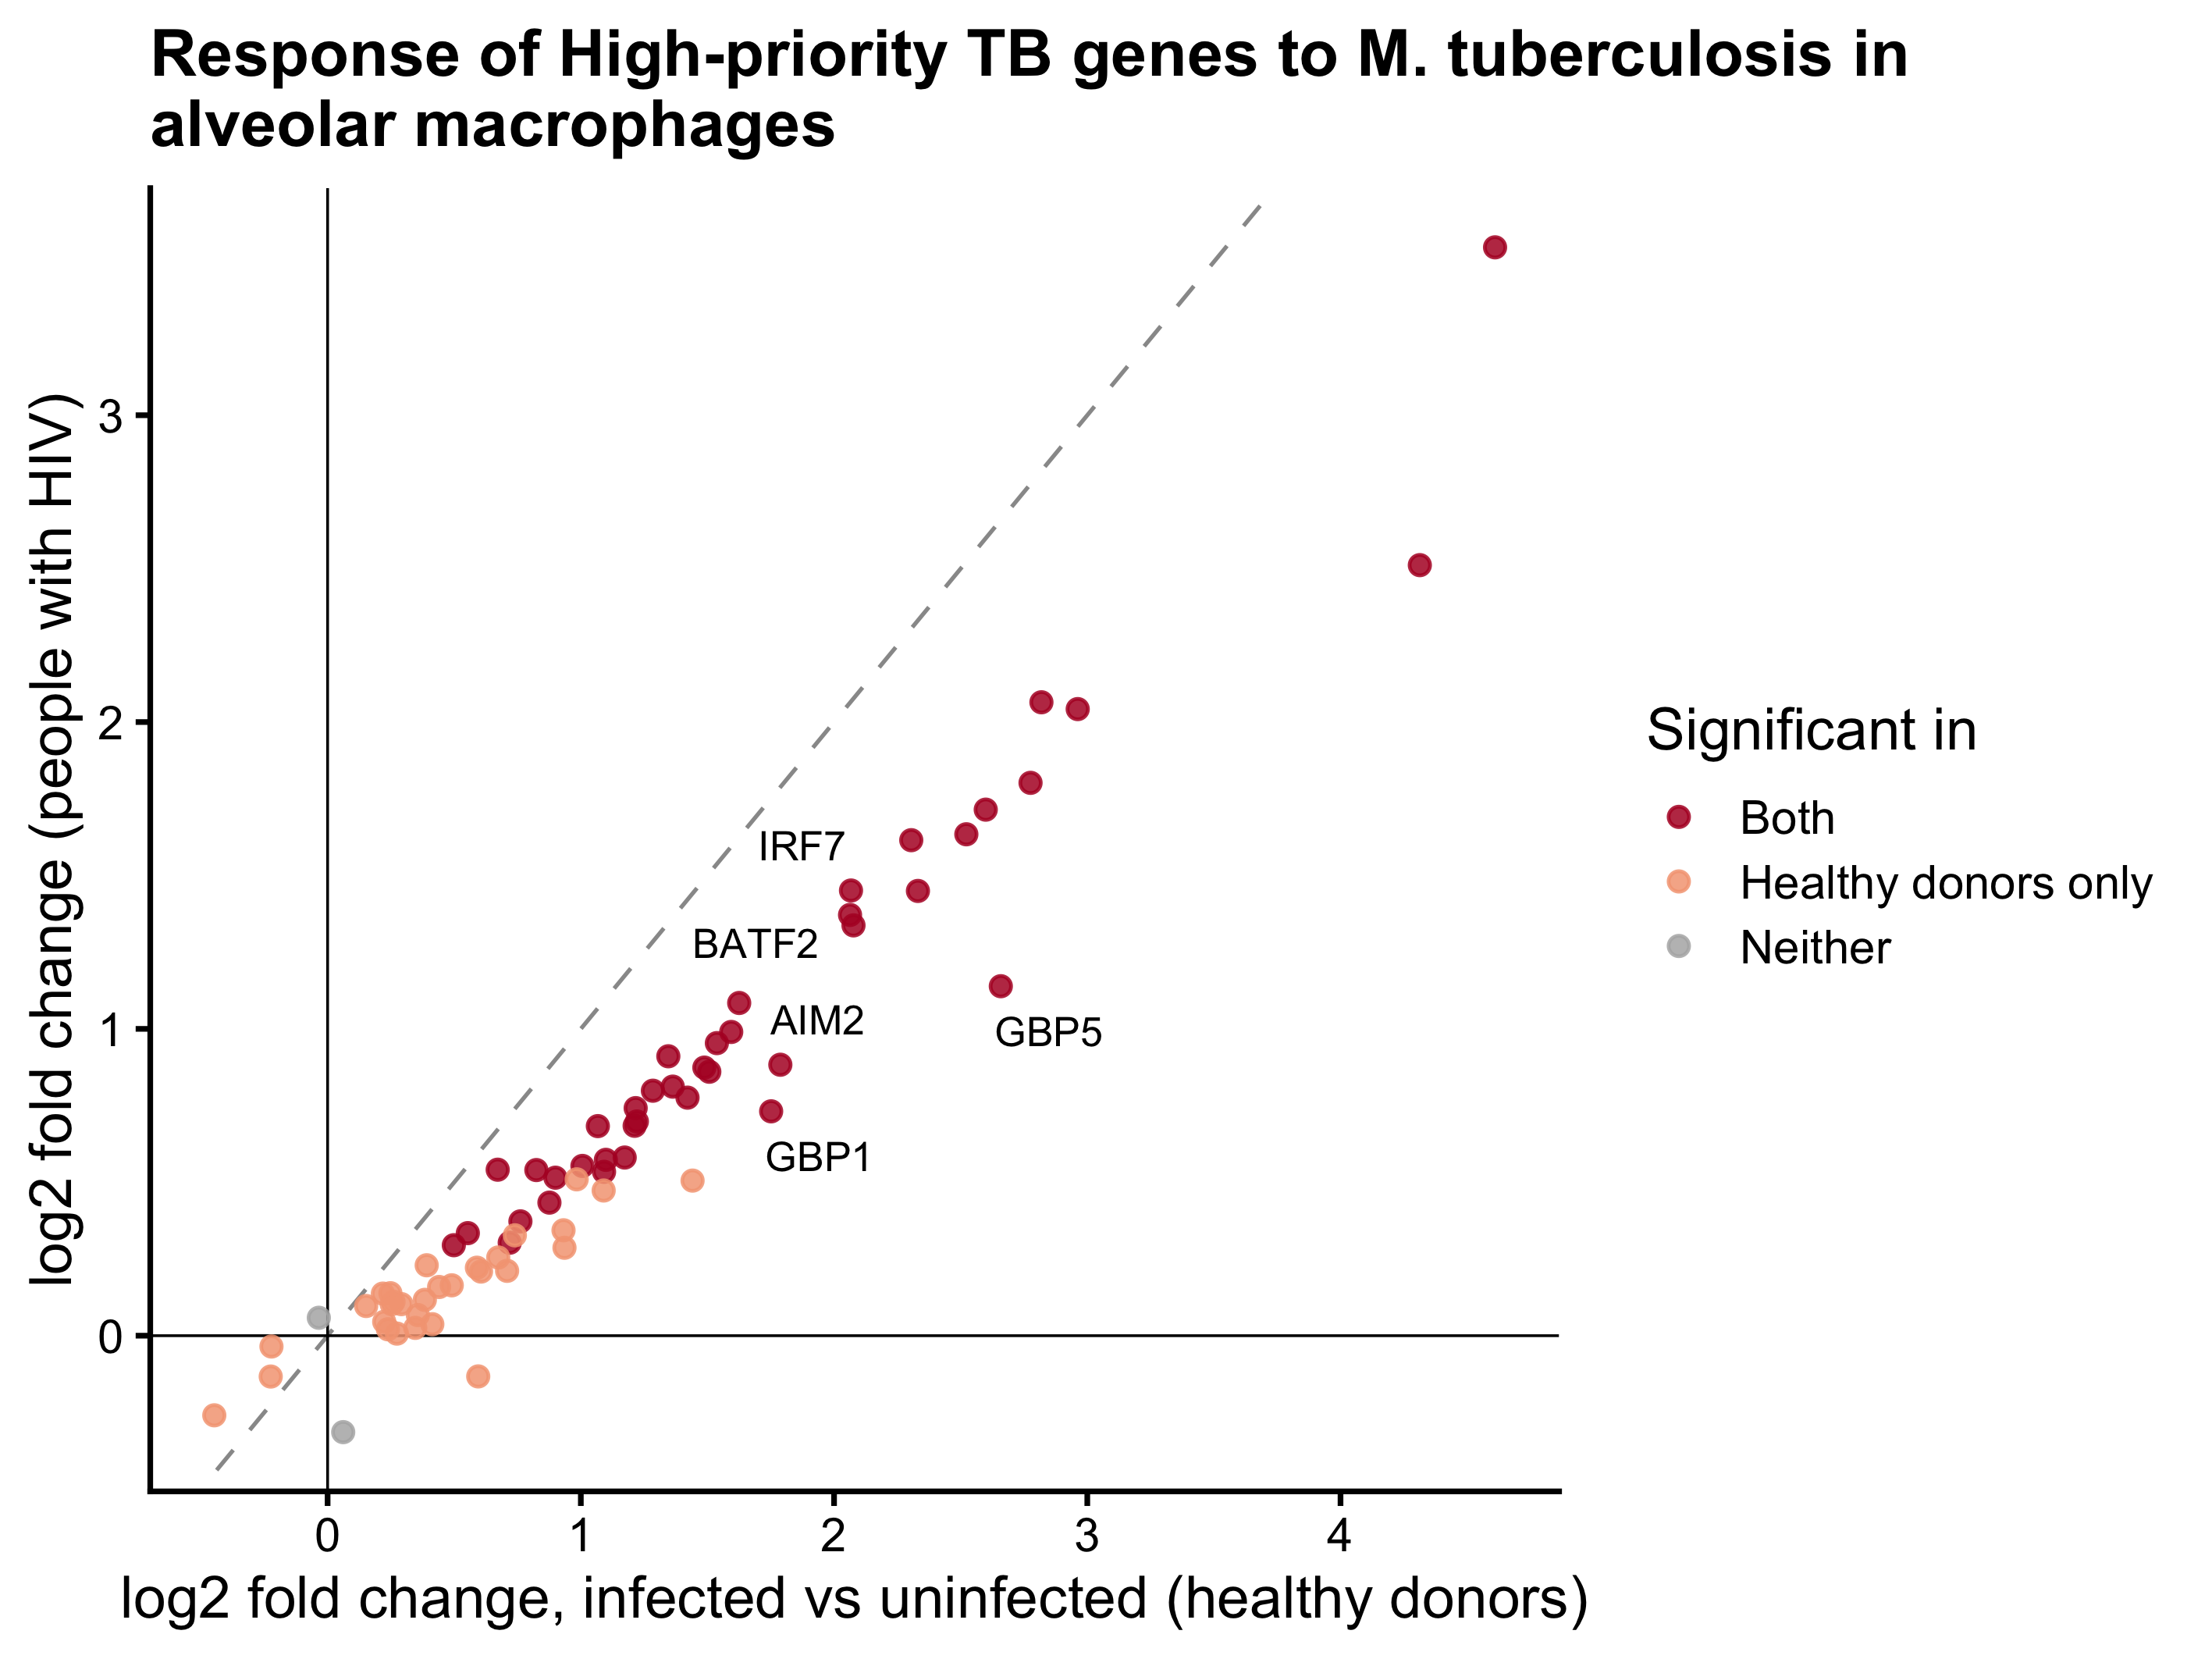 Response of High-priority TB genes to M. tuberculosis in
alveolar macrophages
log2 fold change (people with HIV)
3
2
1
0
IRF7
BATF2
AIM2
GBP5
GBP1
0 1 2 3 4
log2 fold change, infected vs uninfected (healthy donors)
Significant in
Both
Healthy donors only
Neither